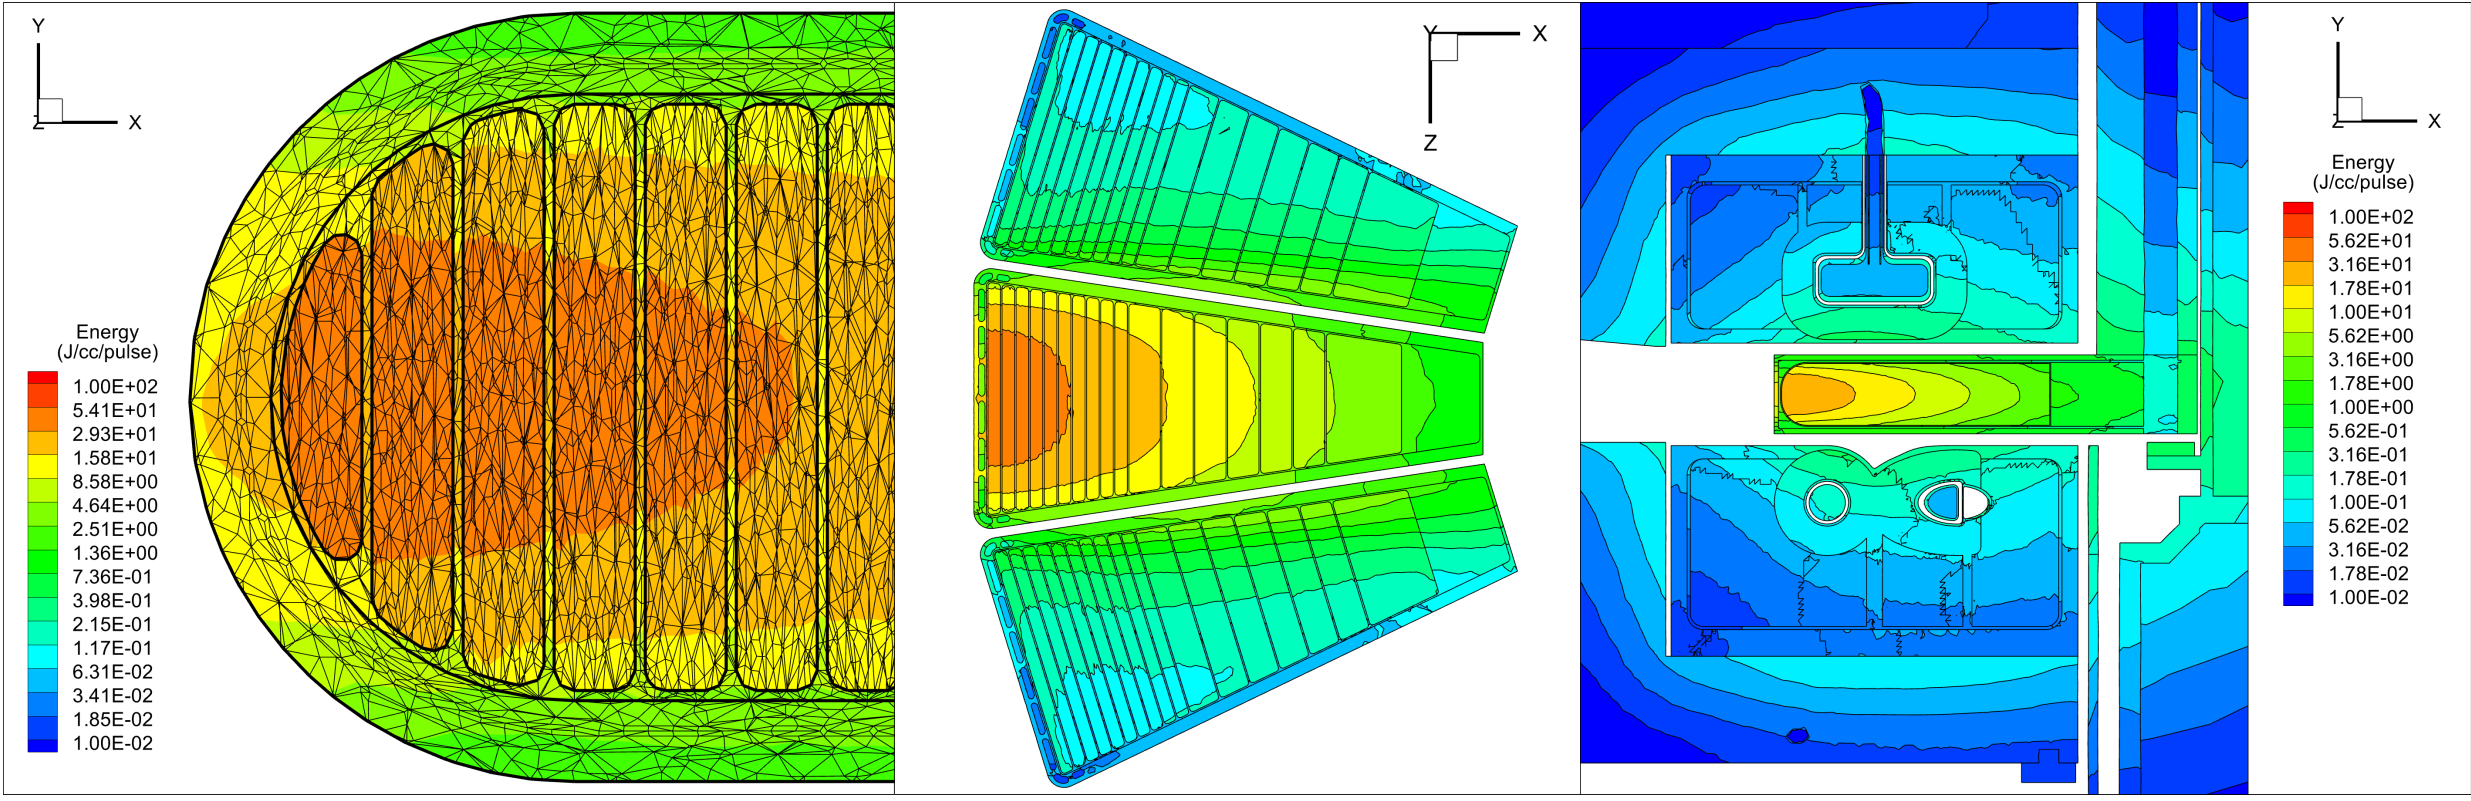 Y
Z
X
Energy
(J/cc/pulse)
1.00E+02
5.41E+01
2.93E+01
1.58E+01
8.58E+00
4.64E+00
2.51E+00
1.36E+00
7.36E-01
3.98E-01
2.15E-01
1.17E-01
6.31E-02
3.41E-02
1.85E-02
1.00E-02
Y
X
Z
Y
Z
X
Energy
(J/cc/pulse)
1.00E+02
5.62E+01
3.16E+01
1.78E+01
1.00E+01
5.62E+00
3.16E+00
1.78E+00
1.00E+00
5.62E-01
3.16E-01
1.78E-01
1.00E-01
5.62E-02
3.16E-02
1.78E-02
1.00E-02